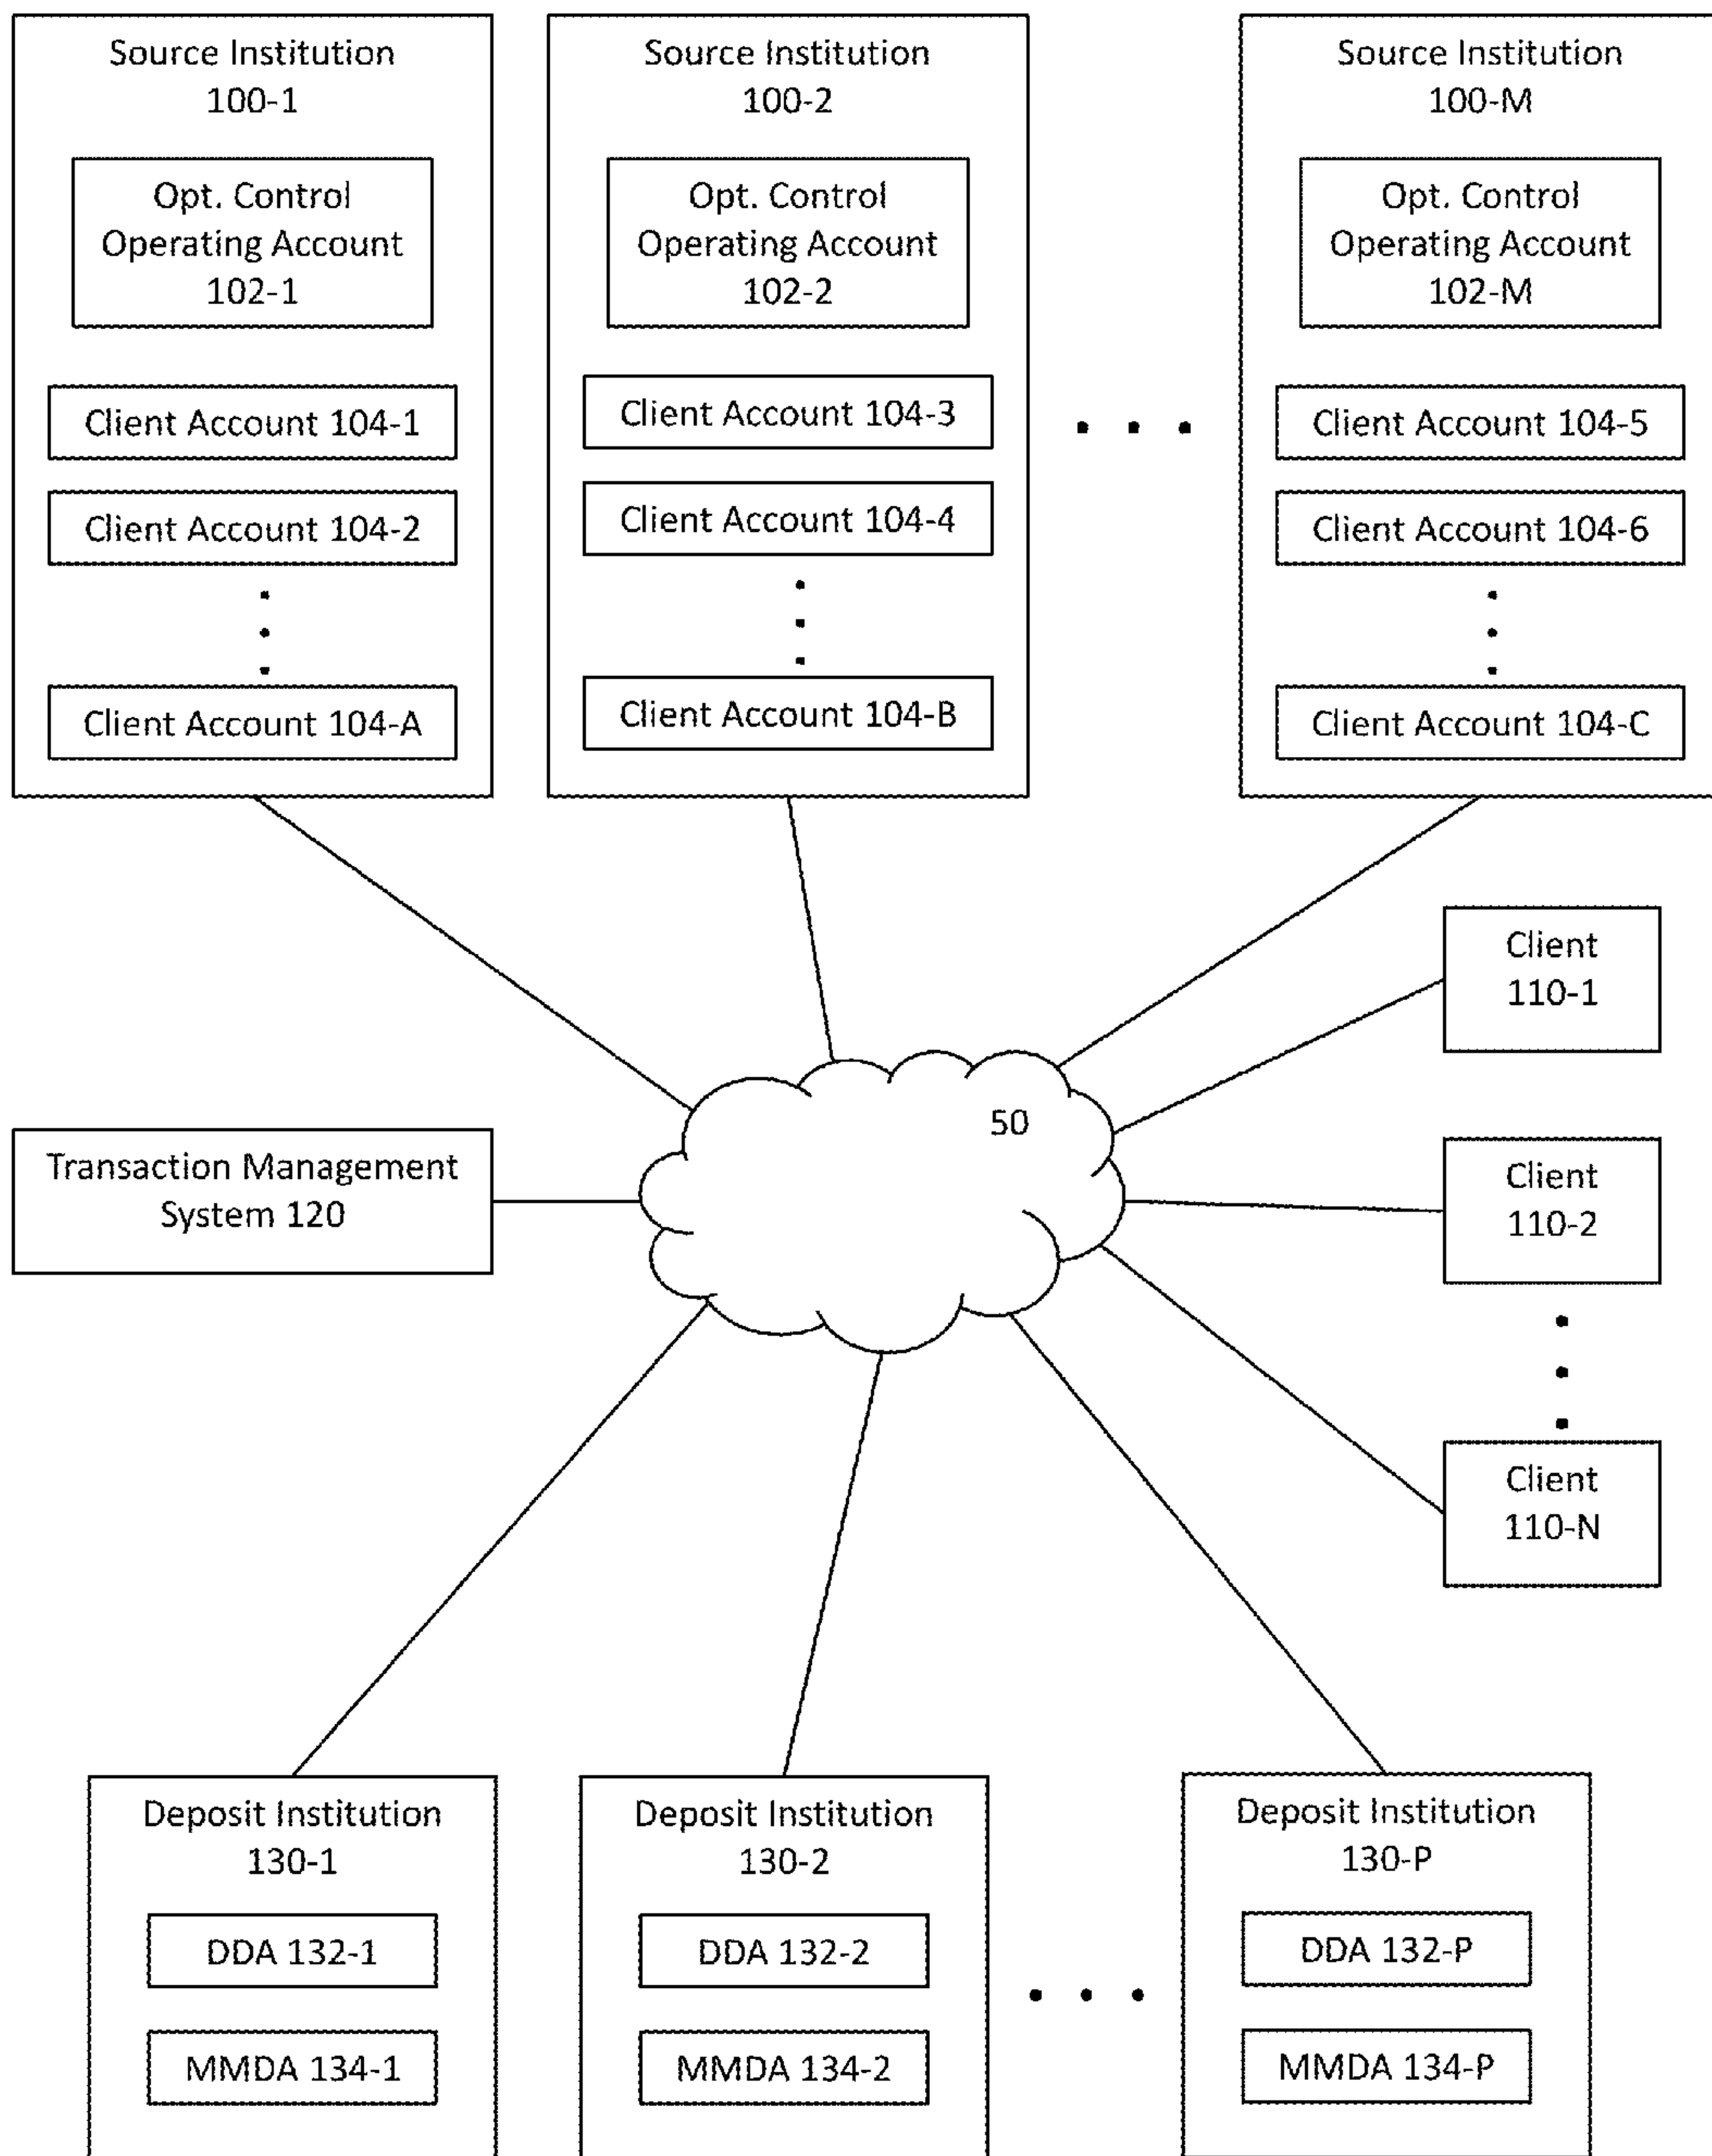 Source Institution
100-1
Opt. Control
Operating Account
102-1
Client Account 104-1
Client Account 104-2
Client Account 104-A
Source Institution
100-2
Opt. Control
Operating Account
102-2
Client Account 104-3
Client Account 104-4
Client Account 104-B
Source Institution
100-M
Opt. Control
Operating Account
102-M
Client Account 104-5
Client Account 104-6
Client Account 104-C
Client
110-1
50
Transaction Management
System 120
Client
110-2
Client
110-N
Deposit Institution
130-1
DDA 132-1
MMDA 134-1
Deposit Institution
130-2
DDA 132-2
MMDA 134-2
Deposit Institution
130-P
DDA 132-P
MMDA 134-P